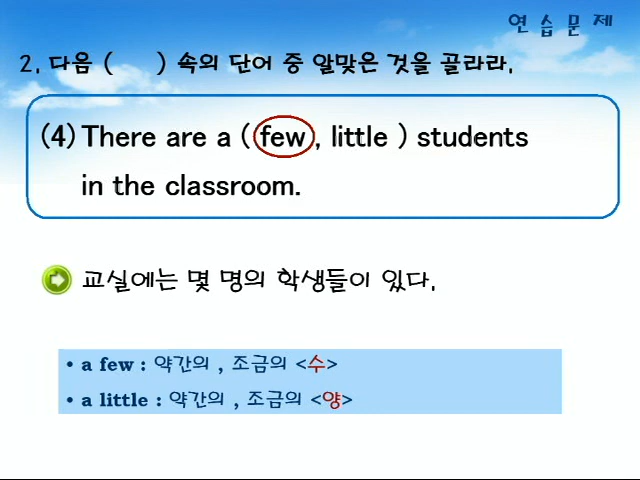 연 습 문 제
2. 다음 (     ) 속의 단어 중 알맞은 것을 골라라.
(4) There are a ( few , little ) students
in the classroom.
교실에는 몇 명의 학생들이 있다.
• a few : 약간의 , 조금의 <수>
• a little : 약간의 , 조금의 <양>